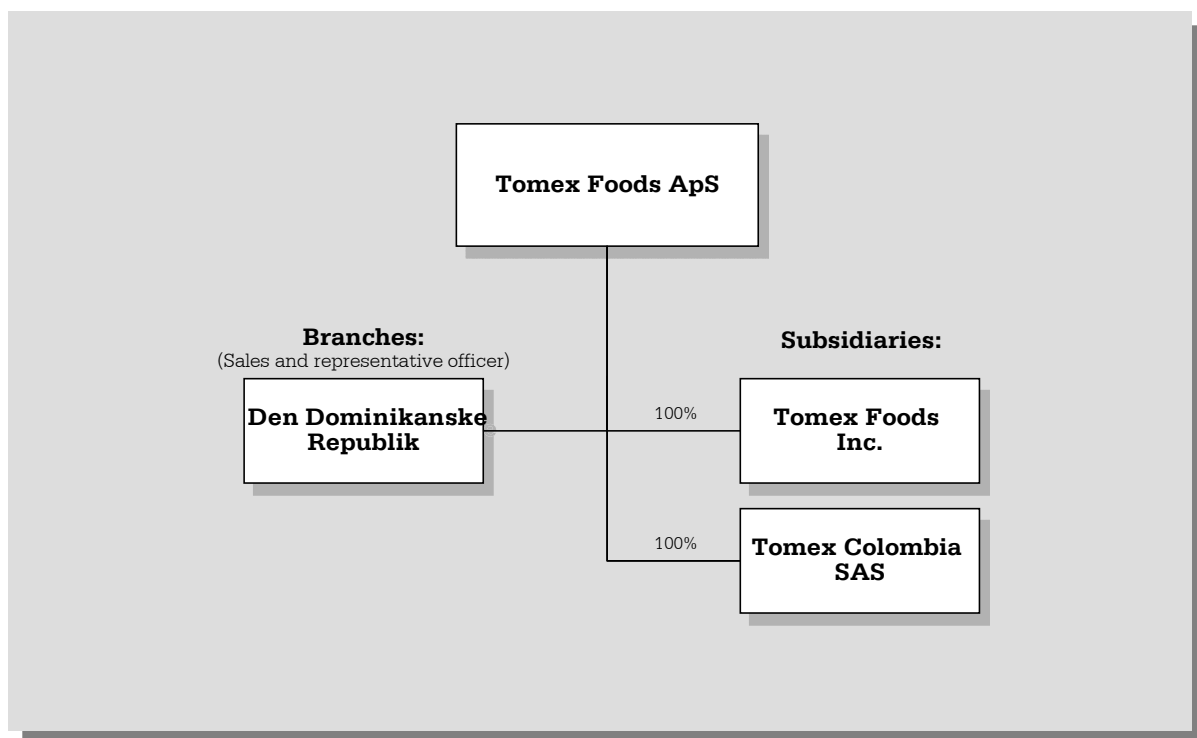 Tomex Foods ApS
Branches:
(Sales and representative officer)
Den Dominikanske
Republik
Subsidiaries:
100%
Tomex Foods
Inc.
100%
Tomex Colombia
SAS